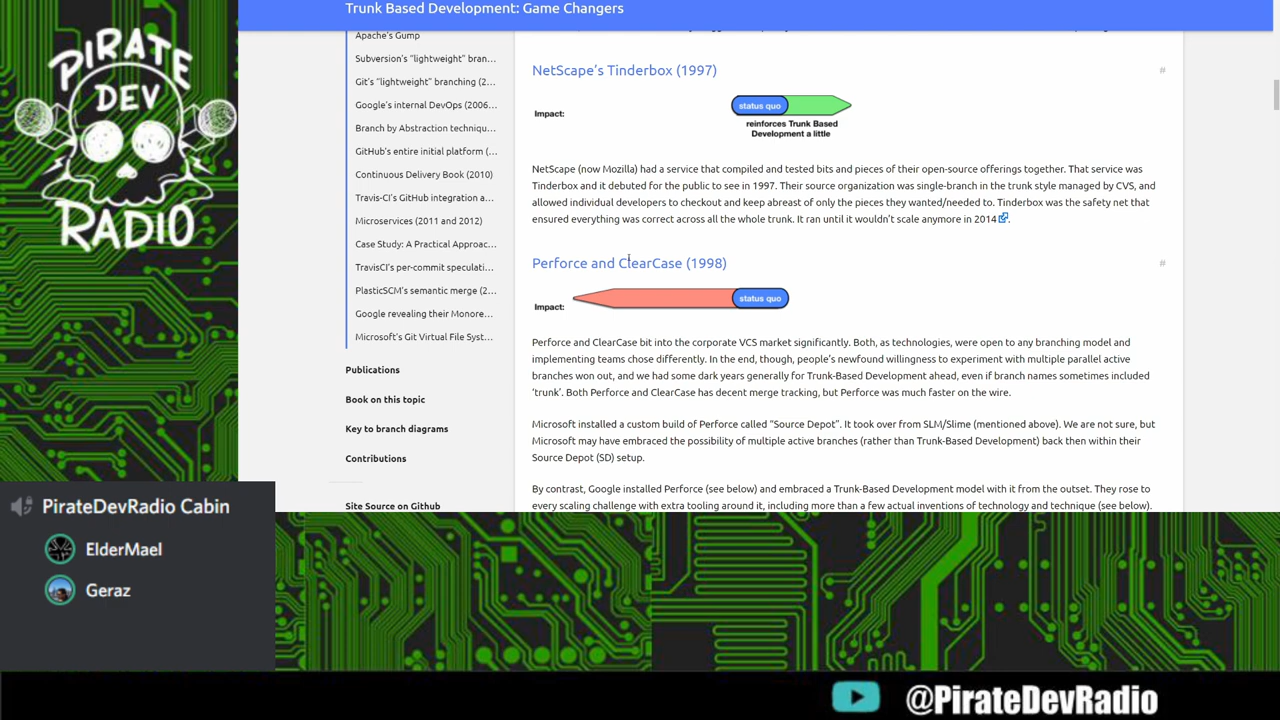 PIRATE
DEV
RADIO
Trunk Based Development: Game Changers
Apache's Gump
Subversion's "lightweight" bran...
Git's "lightweight" branching (2...
Google's internal DevOps (2006...
Branch by Abstraction techniqu...
GitHub's entire initial platform (...
Continuous Delivery Book (2010)
Travis-CI's GitHub integration a...
Microservices (2011 and 2012)
Case Study: A Practical Approac...
TravisCI's per-commit speculati...
PlasticSCM's semantic merge (2...
Google revealing their Monore...
Microsoft's Git Virtual File Syst...
Publications
Book on this topic
Key to branch diagrams
Contributions
Site Source on Github
NetScape's Tinderbox (1997)
#
Impact:
status quo
reinforces Trunk Based
Development a little
NetScape (now Mozilla) had a service that compiled and tested bits and pieces of their open-source offerings together. That service was
Tinderbox and it debuted for the public to see in 1997. Their source organization was single-branch in the trunk style managed by CVS, and
allowed individual developers to checkout and keep abreast of only the pieces they wanted/needed to. Tinderbox was the safety net that
ensured everything was correct across all the whole trunk. It ran until it wouldn't scale anymore in 2014.
Perforce and ClearCase (1998)
#
Impact:
status quo
Perforce and ClearCase bit into the corporate VCS market significantly. Both, as technologies, were open to any branching model and
implementing teams chose differently. In the end, though, people's newfound willingness to experiment with multiple parallel active
branches won out, and we had some dark years generally for Trunk-Based Development ahead, even if branch names sometimes included
'trunk'. Both Perforce and ClearCase has decent merge tracking, but Perforce was much faster on the wire.
Microsoft installed a custom build of Perforce called "Source Depot". It took over from SLM/Slime (mentioned above). We are not sure, but
Microsoft may have embraced the possibility of multiple active branches (rather than Trunk-Based Development) back then within their
Source Depot (SD) setup.
By contrast, Google installed Perforce (see below) and embraced a Trunk-Based Development model with it from the outset. They rose to
every scaling challenge with extra tooling around it, including more than a few actual inventions of technology and technique (see below).
PirateDevRadio Cabin
ElderMael
Geraz
@PirateDevRadio